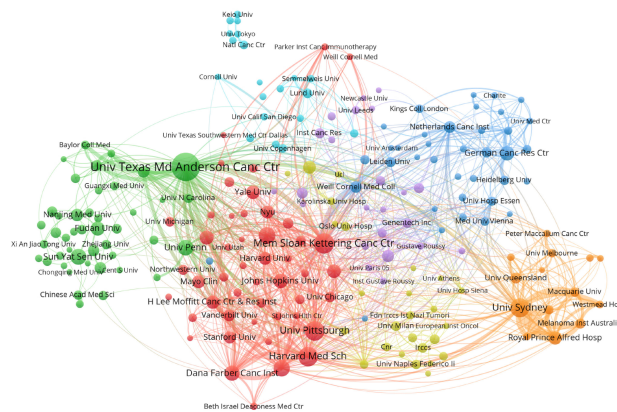 Keio Univ
Univ Tokyo
Natl Canc Ctr
Parker Inst Canc Immunotherapy
Weill Cornell Med
Cornell Univ
Semmelweis Univ
Lund Univ
Newcastle Univ
Univ Leeds
Kings Coll London
Charite
Univ Calif San Diego
Univ Med Ctr
Netherlands Canc Inst
Univ Texas Southwestern Med Ctr Dallas
Inst Canc Res
Baylor Coll Med
Univ Copenhagen
Univ Amsterdam
German Canc Res Ctr
Leiden Univ
Univ Texas Md Anderson Canc Ctr
Ucl
Heidelberg Univ
Guangxi Med Univ
Yale Univ
Weill Cornell Med Coll
Univ N Carolina
Karolinska Univ Hosp
Univ Hosp Essen
Nanjing Med Univ
Nyu
Univ Michigan
Genentech Inc
Med Univ Vienna
Fudan Univ
Oslo Univ Hosp
Peter Maccallum Canc Ctr
Xi An Jiao Tong Univ
Zhejiang Univ
Univ Penn
Univ Utah
Mem Sloan Kettering Canc Ctr
Gustave Roussy
Univ Melbourne
Sun Yat Sen Univ
Harvard Univ
Chongqing Med Univ
Northwestern Univ
Univ Paris 05
Mayo Clin
Johns Hopkins Univ
Inst Gustave Roussy
Univ Athens
Univ Queensland
Univ Hosp Siena
Macquarie Univ
Chinese Acad Med Sci
H Lee Moffitt Canc Ctr & Res Inst
Univ Chicago
Univ Sydney
Westmead Hosp
Vanderbilt Univ
St Johns Hlth Ctr
Fdn Irccs Ist Nazl Tumori
Univ Milan
European Inst Oncol
Melanoma Inst Australia
Stanford Univ
Univ Pittsburgh
Royal Prince Alfred Hosp
Cnr
Irccs
Harvard Med Sch
Univ Naples Federico Ii
Dana Farber Canc Inst
Beth Israel Deaconess Med Ctr